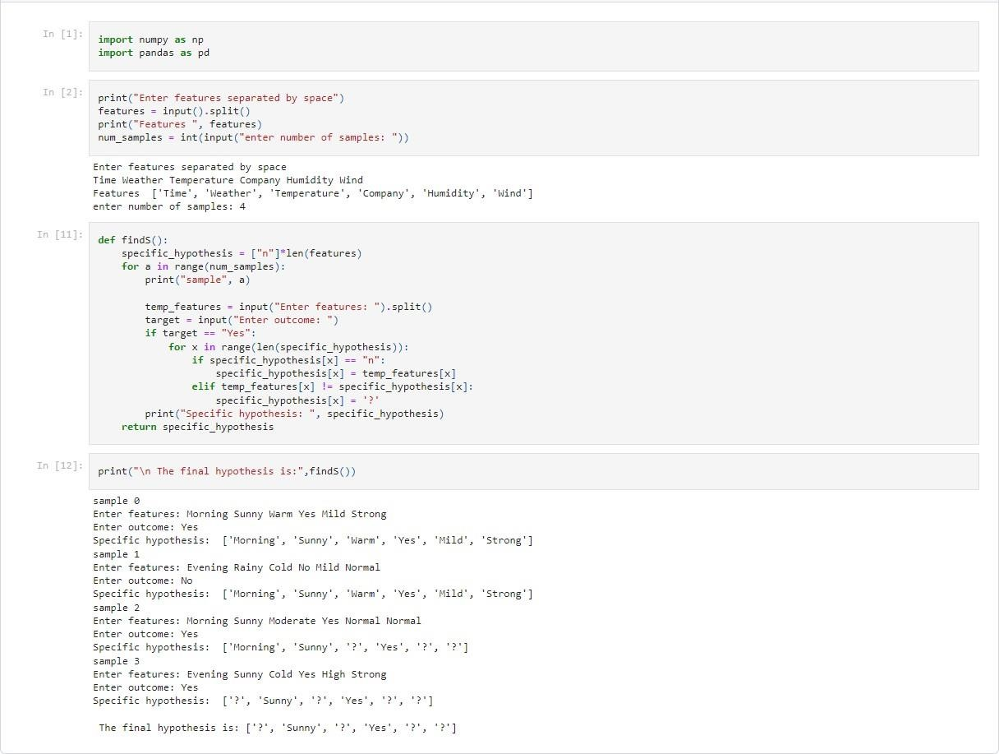 In [1]:
import numpy as np
import pandas as pd
In [2]:
print("Enter features separated by space")
features = input().split()
print("Features ", features)
num_samples = int(input("enter number of samples: "))
Enter features separated by space
Time Weather Temperature Company Humidity Wind
Features  ['Time', 'Weather', 'Temperature', 'Company', 'Humidity', 'Wind']
enter number of samples: 4
In [11]:
def findS():
    specific_hypothesis = ["n"]*len(features)
    for a in range(num_samples):
        print("sample", a)

        temp_features = input("Enter features: ").split()
        target = input("Enter outcome: ")
        if target == "Yes":
            for x in range(len(specific_hypothesis)):
                if specific_hypothesis[x] == "n":
                    specific_hypothesis[x] = temp_features[x]
                elif temp_features[x] != specific_hypothesis[x]:
                    specific_hypothesis[x] = '?'
        print("Specific hypothesis: ", specific_hypothesis)
    return specific_hypothesis
In [12]:
print("\n The final hypothesis is:",findS())
sample 0
Enter features: Morning Sunny Warm Yes Mild Strong
Enter outcome: Yes
Specific hypothesis:  ['Morning', 'Sunny', 'Warm', 'Yes', 'Mild', 'Strong']
sample 1
Enter features: Evening Rainy Cold No Mild Normal
Enter outcome: No
Specific hypothesis:  ['Morning', 'Sunny', 'Warm', 'Yes', 'Mild', 'Strong']
sample 2
Enter features: Morning Sunny Moderate Yes Normal Normal
Enter outcome: Yes
Specific hypothesis:  ['Morning', 'Sunny', '?', 'Yes', '?', '?']
sample 3
Enter features: Evening Sunny Cold Yes High Strong
Enter outcome: Yes
Specific hypothesis:  ['?', 'Sunny', '?', 'Yes', '?', '?']

 The final hypothesis is: ['?', 'Sunny', '?', 'Yes', '?', '?']